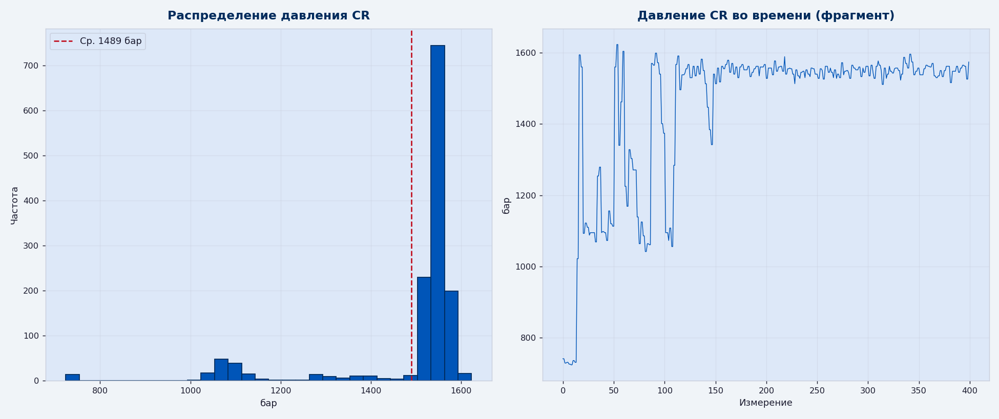 Распределение давления CR
Ср. 1489 бар
Частота
700
600
500
400
300
200
100
0
800 1000 1200 1400 1600
бар
Давление CR во времени (фрагмент)
бар
1600
1400
1200
1000
800
0 50 100 150 200 250 300 350 400
Измерение